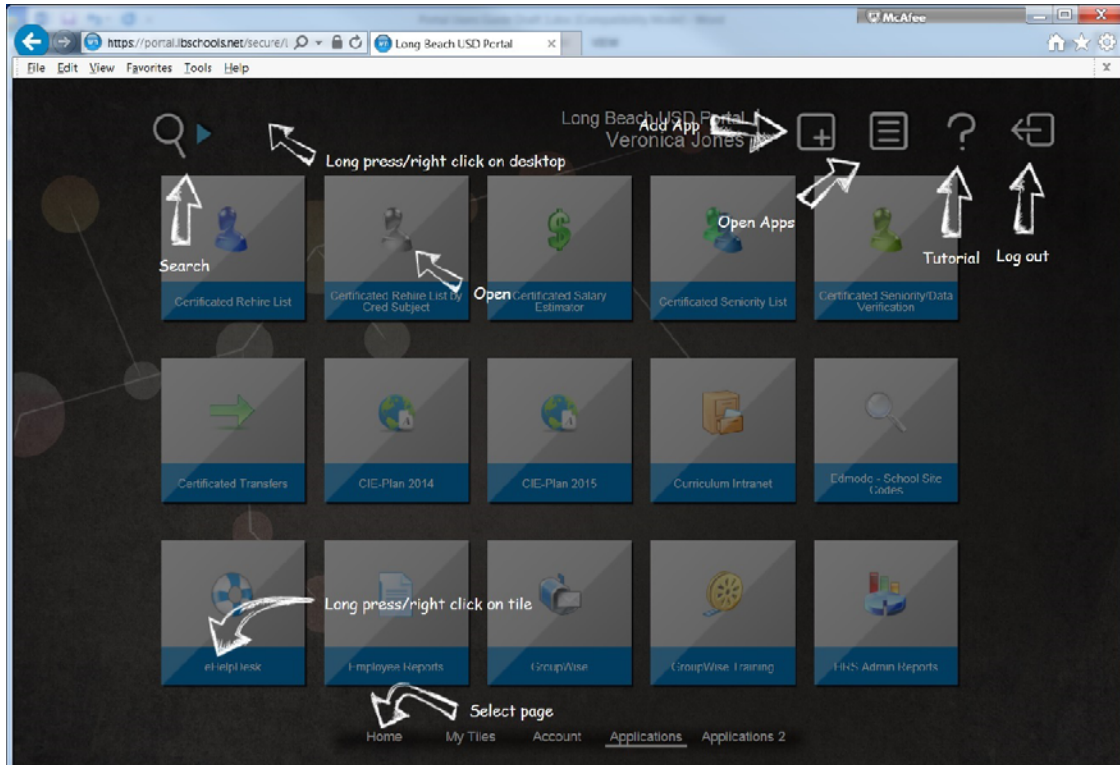 McAfee
https://portal.lbschools.net/secure/
Long Beach USD Portal
File Edit View Favorites Tools Help
Long Beach USD Portal
Veronica Jones
Add App
Long press/right click on desktop
Open Apps
Search
Tutorial
Log out
Open
Certificated Rehire List
Certificated Rehire List by
Cred Subject
Certificated Salary
Estimator
Certificated Seniority List
Certificated Seniority/Data
Verification
Certificated Transfers
CIE-Plan 2014
CIE-Plan 2015
Curriculum Intranet
Edmodo - School Site
Codes
Long press/right click on tile
eHelpDesk
Employee Reports
GroupWise
GroupWise Training
HRS Admin Reports
Select page
Home My Tiles Account Applications Applications 2